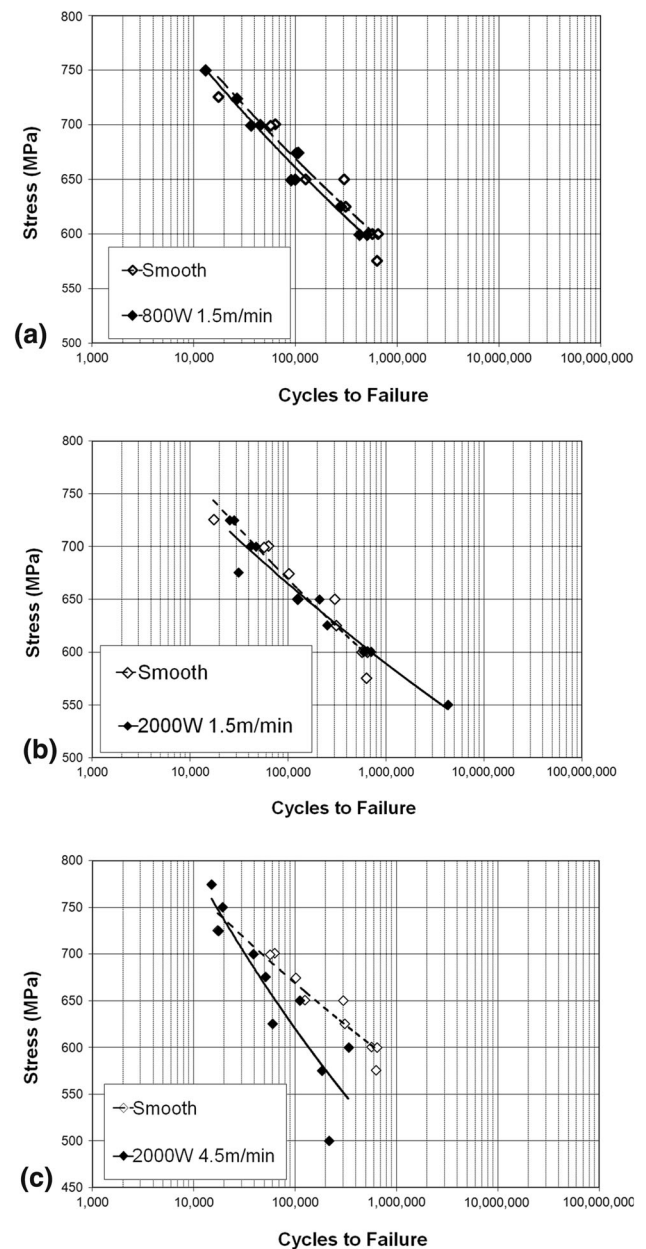 800
750
700
650
600
550
500
Stress (MPa)
Smooth
800W 1.5m/min
(a)
1,000
10,000
100,000
1,000,000
10,000,000
100,000,000
Cycles to Failure
800
750
700
650
600
550
500
Stress (MPa)
Smooth
2000W 1.5m/min
(b)
1,000
10,000
100,000
1,000,000
10,000,000
100,000,000
Cycles to Failure
800
750
700
650
600
550
500
450
Stress (MPa)
Smooth
2000W 4.5m/min
(c)
1,000
10,000
100,000
1,000,000
10,000,000
100,000,000
Cycles to Failure